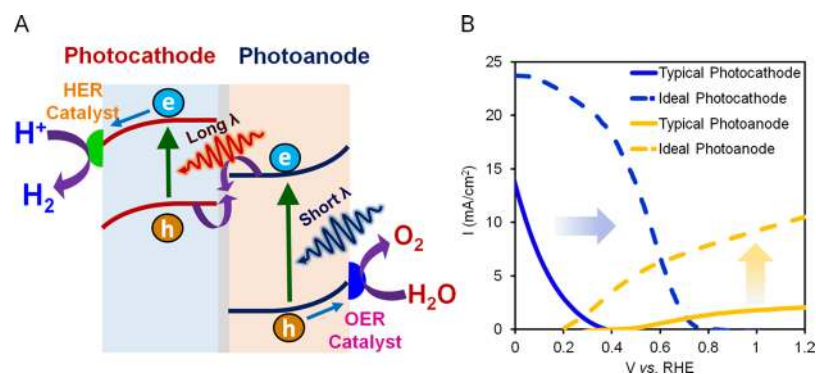 A
Photocathode
Photoanode
HER
Catalyst
e
Long λ
H+
H2
e
h
Short λ
O2
H2O
h
OER
Catalyst
B
25
20
15
10
5
0
I (mA/cm²)
Typical Photocathode
Ideal Photocathode
Typical Photoanode
Ideal Photoanode
0
0.2
0.4
0.6
0.8
1
1.2
V vs. RHE